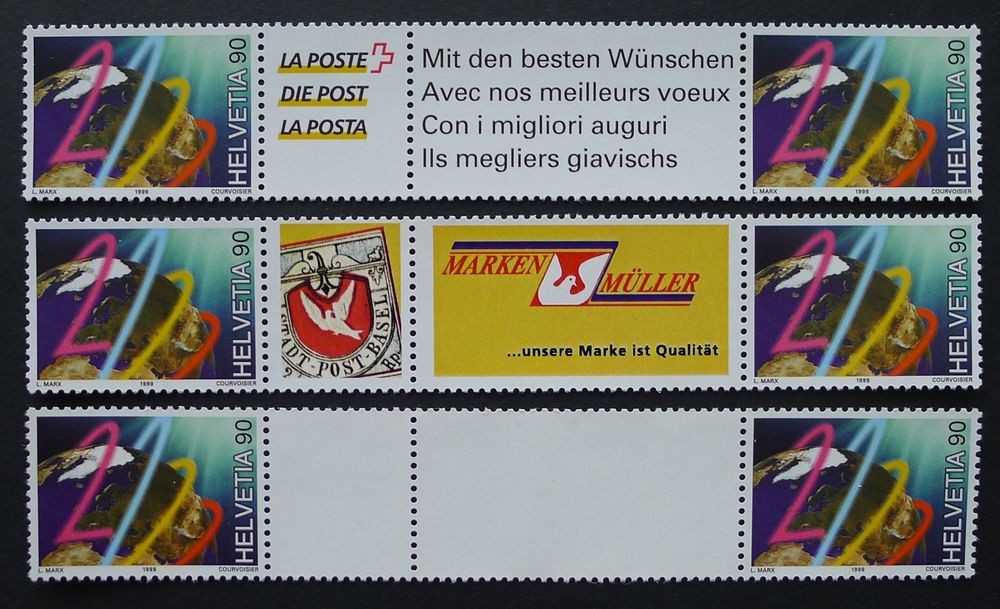 HELVETIA 90
L. MARX 1999 COURVOISIER
LA POSTE
DIE POST
LA POSTA
Mit den besten Wünschen
Avec nos meilleurs voeux
Con i migliori auguri
Ils megliers giavischs
HELVETIA 90
L. MARX 1999 COURVOISIER
HELVETIA 90
L. MARX 1999 COURVOISIER
STADT-POST-BASEL
MARKEN
MÜLLER
...unsere Marke ist Qualität
HELVETIA 90
L. MARX 1999 COURVOISIER
HELVETIA 90
L. MARX 1999 COURVOISIER
HELVETIA 90
L. MARX 1999 COURVOISIER